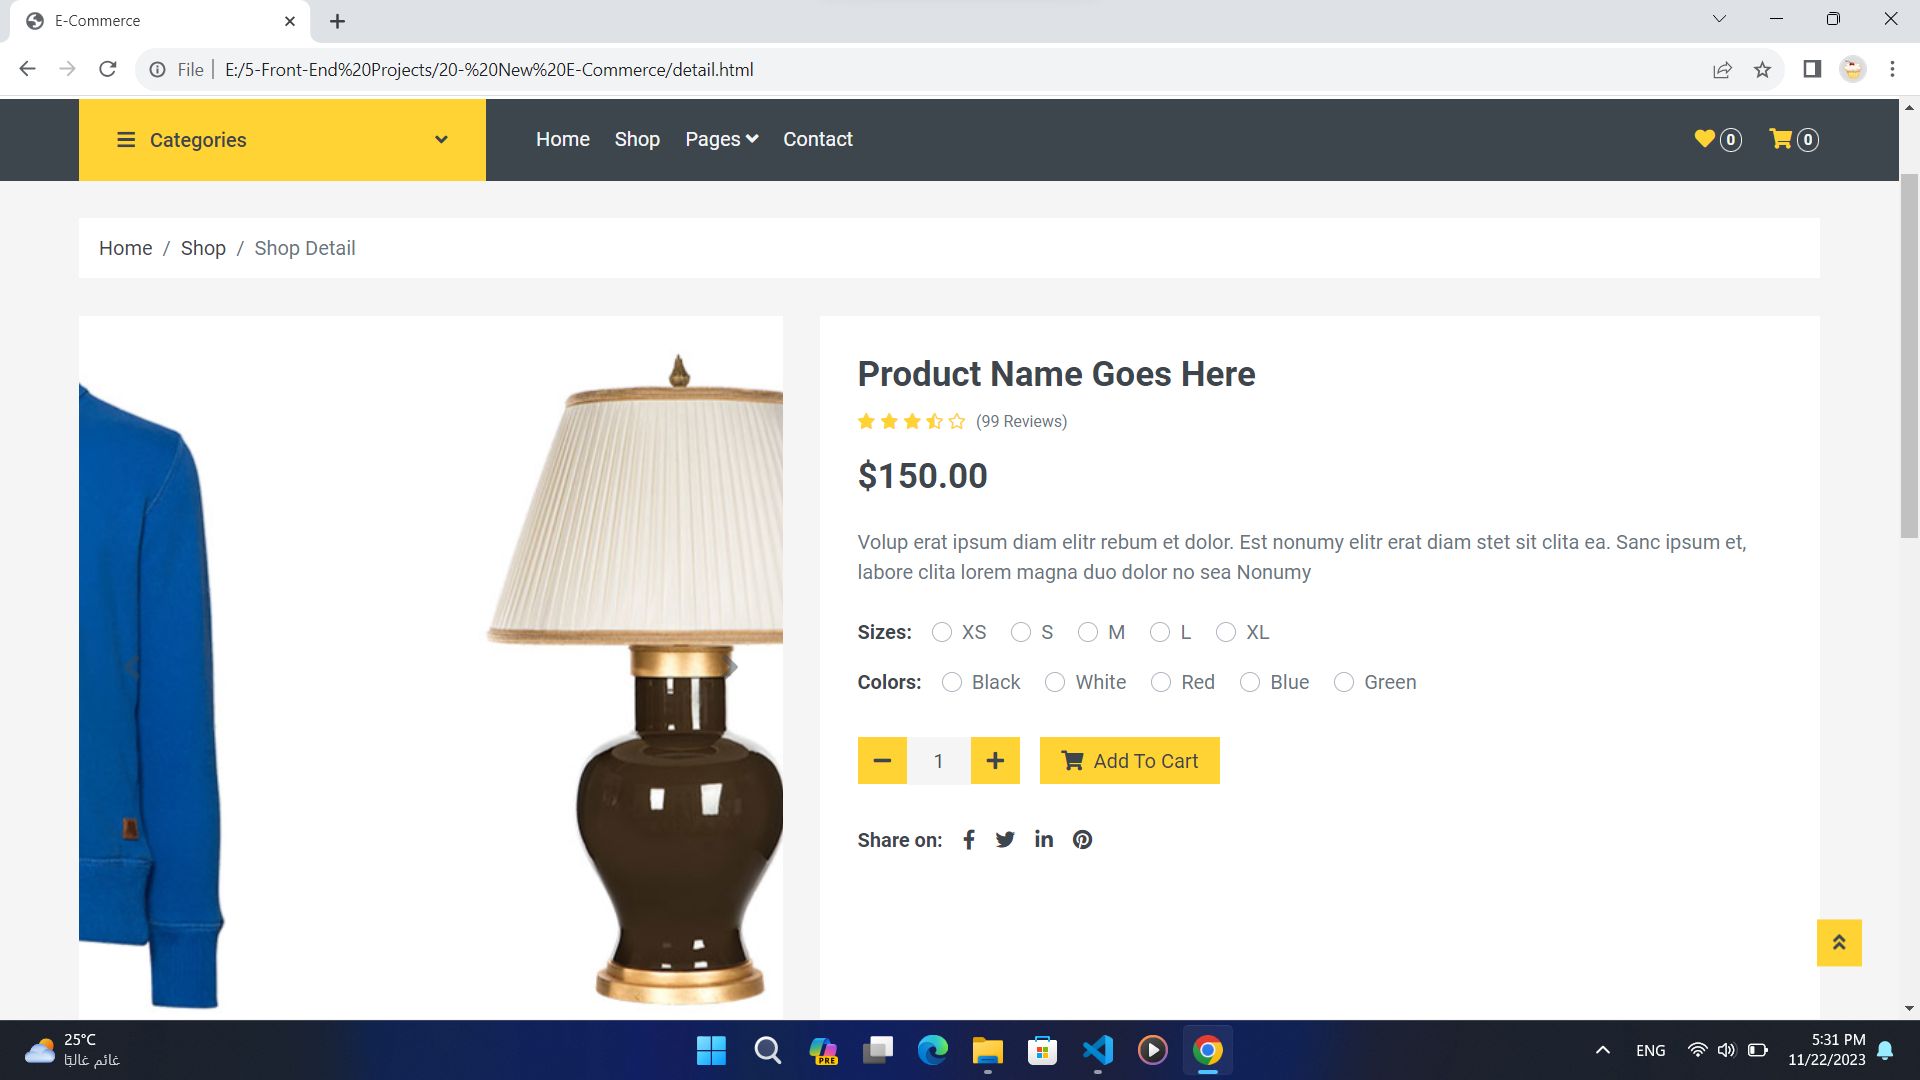 E-Commerce
File
E:/5-Front-End%20Projects/20-%20New%20E-Commerce/detail.html
Categories
Home Shop Pages Contact
0 0
Home / Shop / Shop Detail
Product Name Goes Here
(99 Reviews)
$150.00
Volup erat ipsum diam elitr rebum et dolor. Est nonumy elitr erat diam stet sit clita ea. Sanc ipsum et,
labore clita lorem magna duo dolor no sea Nonumy
Sizes: XS S M L XL
Colors: Black White Red Blue Green
1
Add To Cart
Share on:
25°C
غائم غالبًا
PRE
ENG
5:31 PM
11/22/2023